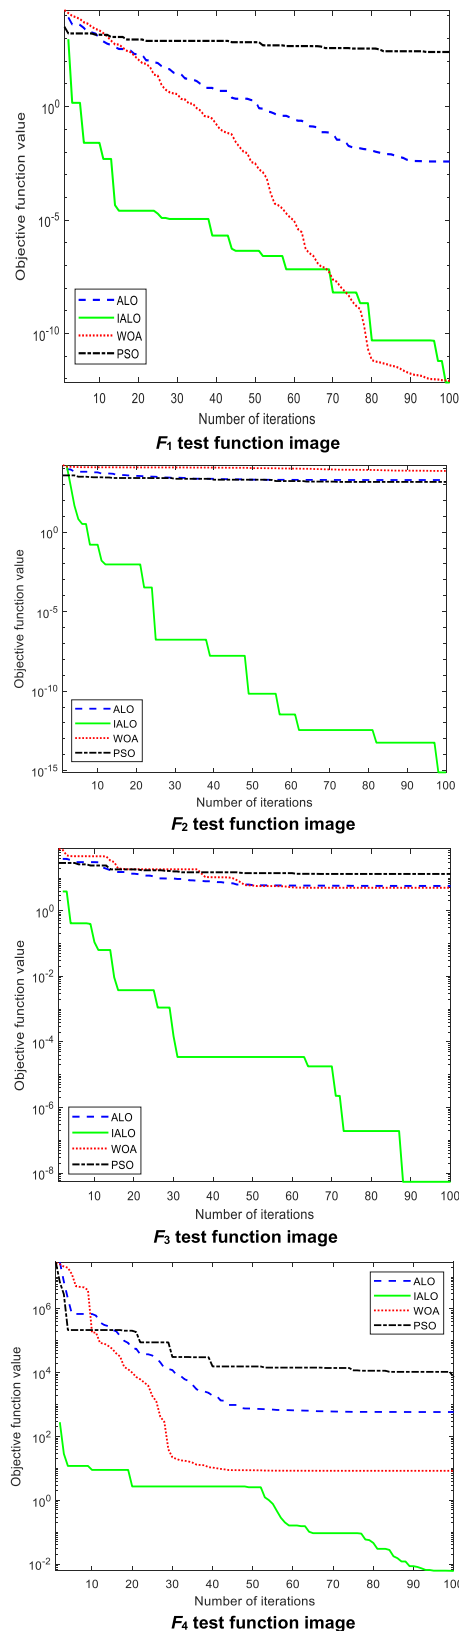 Objective function value
10^0
10^-5
10^-10
ALO
IALO
WOA
PSO
10 20 30 40 50 60 70 80 90 100
Number of iterations
F1 test function image
Objective function value
10^0
10^-5
10^-10
10^-15
ALO
IALO
WOA
PSO
10 20 30 40 50 60 70 80 90 100
Number of iterations
F2 test function image
Objective function value
10^0
10^-2
10^-4
10^-6
10^-8
ALO
IALO
WOA
PSO
10 20 30 40 50 60 70 80 90 100
Number of iterations
F3 test function image
Objective function value
10^6
10^4
10^2
10^0
10^-2
ALO
IALO
WOA
PSO
10 20 30 40 50 60 70 80 90 100
Number of iterations
F4 test function image